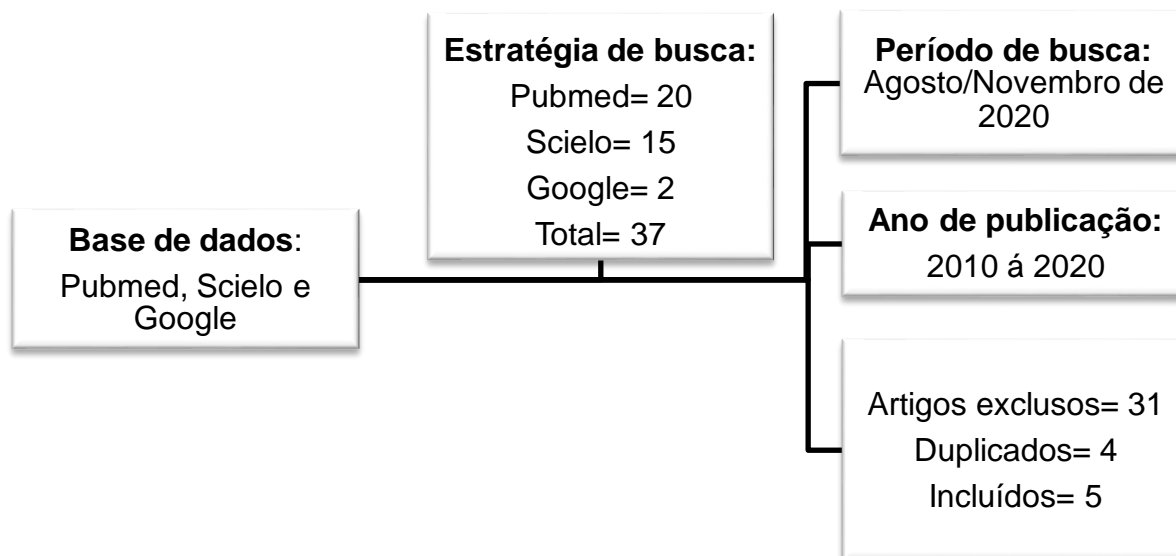 Base de dados:
Pubmed, Scielo e
Google
Estratégia de busca:
Pubmed= 20
Scielo= 15
Google= 2
Total= 37
Período de busca:
Agosto/Novembro de
2020
Ano de publicação:
2010 á 2020
Artigos exclusos= 31
Duplicados= 4
Incluídos= 5